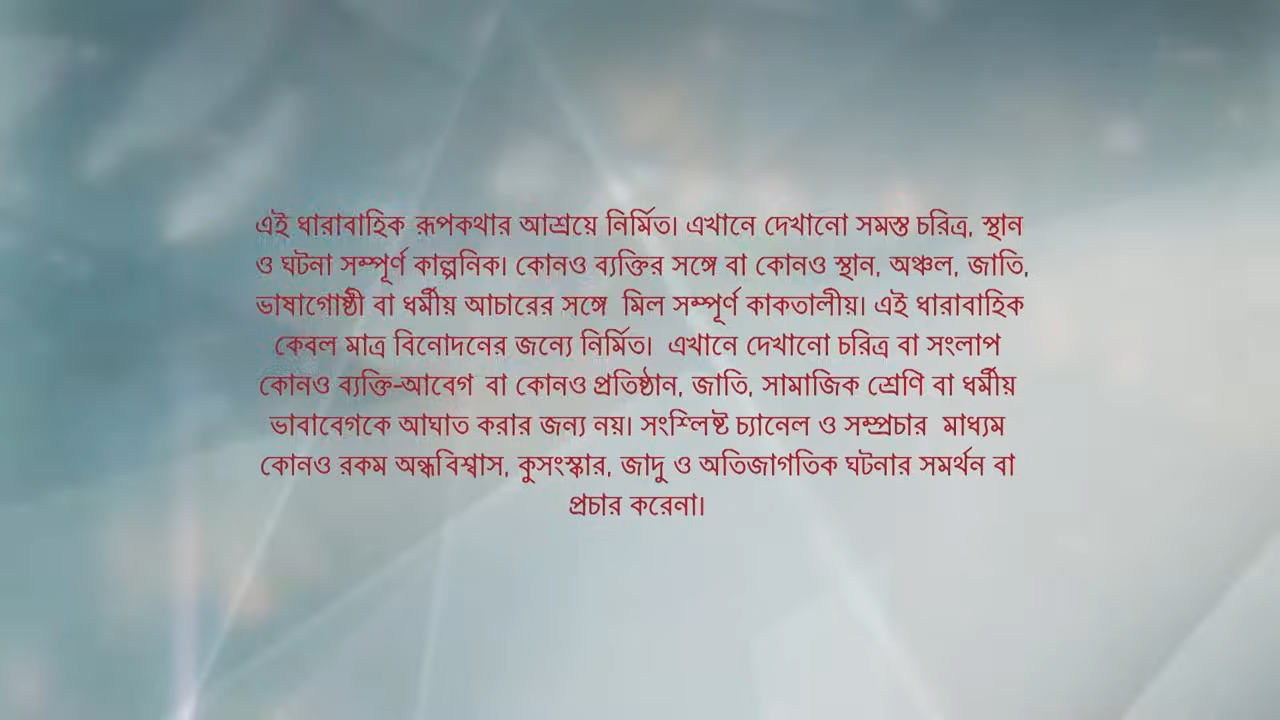 এই ধারাবাহিক রূপকথার আশ্রয়ে নির্মিত। এখানে দেখানো সমস্ত চরিত্র, স্থান
ও ঘটনা সম্পূর্ণ কাল্পনিক। কোনও ব্যক্তির সঙ্গে বা কোনও স্থান, অঞ্চল, জাতি,
ভাষাগোষ্ঠী বা ধর্মীয় আচারের সঙ্গে মিল সম্পূর্ণ কাকতালীয়। এই ধারাবাহিক
কেবল মাত্র বিনোদনের জন্যে নির্মিত। এখানে দেখানো চরিত্র বা সংলাপ
কোনও ব্যক্তি-আবেগ বা কোনও প্রতিষ্ঠান, জাতি, সামাজিক শ্রেণি বা ধর্মীয়
ভাবাবেগকে আঘাত করার জন্য নয়। সংশ্লিষ্ট চ্যানেল ও সম্প্রচার মাধ্যম
কোনও রকম অন্ধবিশ্বাস, কুসংস্কার, জাদু ও অতিজাগতিক ঘটনার সমর্থন বা
প্রচার করেনা।